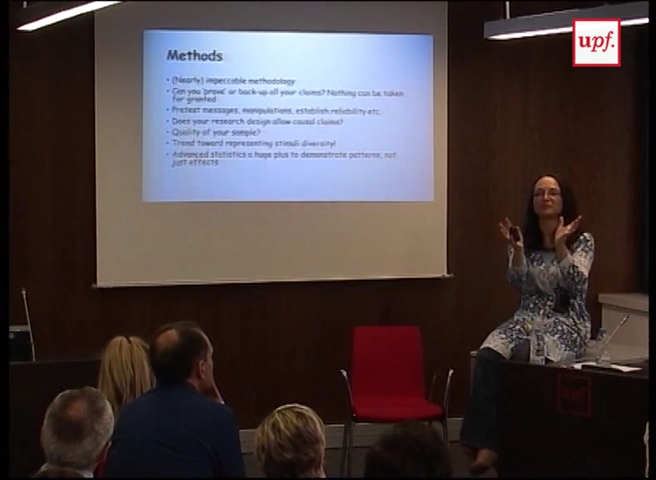 upf.
Methods
• (Nearly) impeccable methodology
• Can you 'prove' or back-up all your claims? Nothing can be taken
for granted
• Pretest messages, manipulations, establish reliability etc.
• Does your research design allow causal claims?
• Quality of your sample?
• Trend toward representing stimuli diversity!
• Advanced statistics a huge plus to demonstrate patterns, not
just effects
upf.